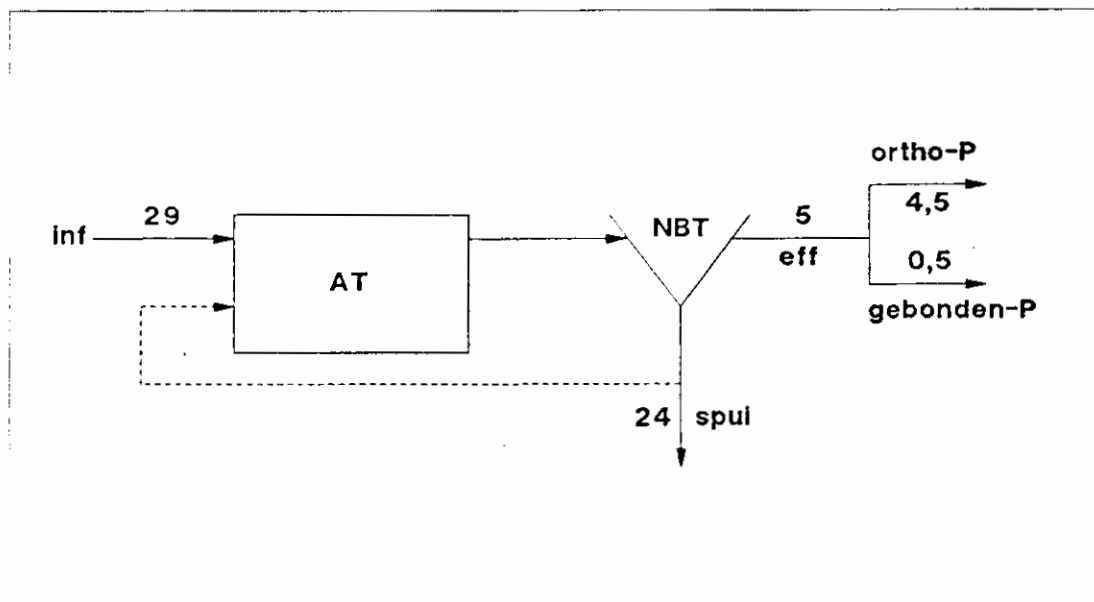 inf
29
AT
NBT
5
eff
ortho-P
4,5
0,5
gebonden-P
24 spui